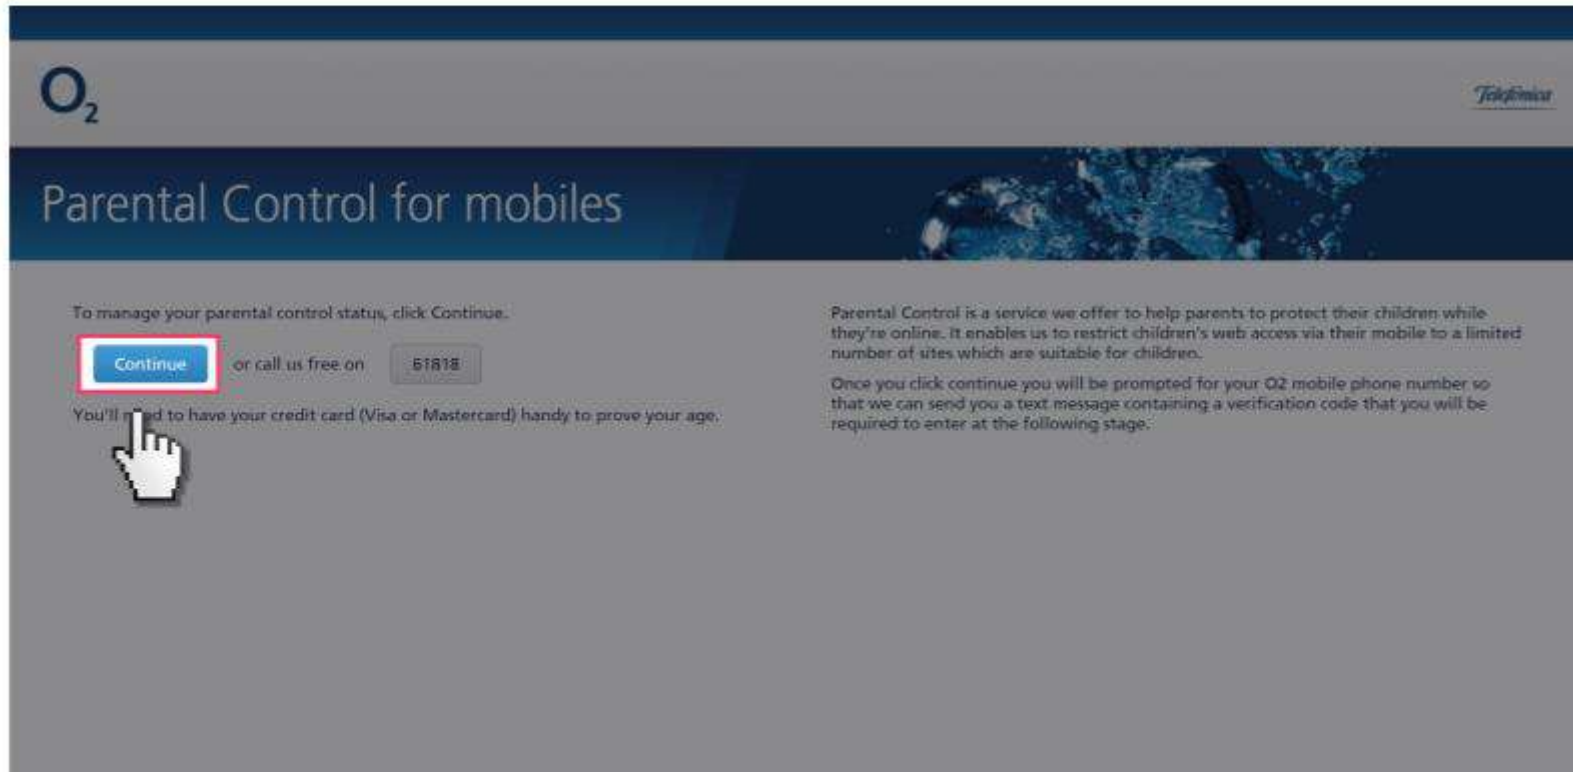 O2
Telefónica
Parental Control for mobiles
To manage your parental control status, click Continue.
Continue or call us free on 61818
You'll need to have your credit card (Visa or Mastercard) handy to prove your age.
Parental Control is a service we offer to help parents to protect their children while
they're online. It enables us to restrict children's web access via their mobile to a limited
number of sites which are suitable for children.
Once you click continue you will be prompted for your O2 mobile phone number so
that we can send you a text message containing a verification code that you will be
required to enter at the following stage.